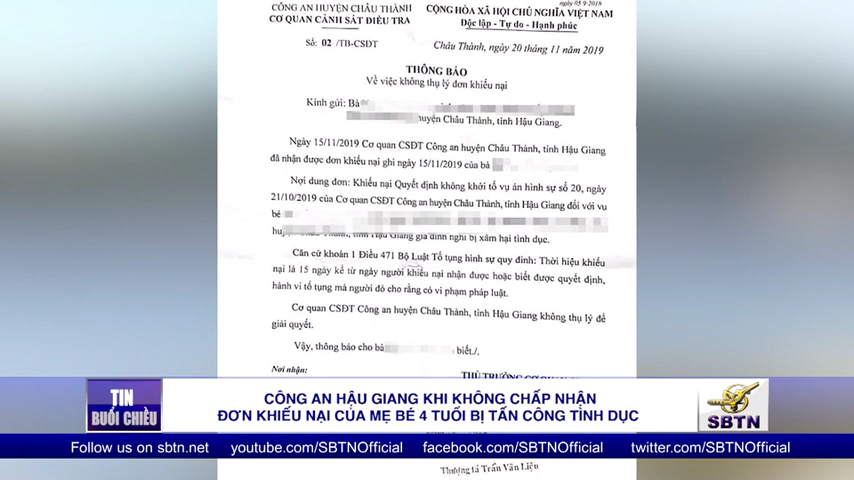 ngày 05/9/2018
CÔNG AN HUYỆN CHÂU THÀNH
CƠ QUAN CẢNH SÁT ĐIỀU TRA
CỘNG HÒA XÃ HỘI CHỦ NGHĨA VIỆT NAM
Độc lập - Tự do - Hạnh phúc
Số: 02 /TB-CSĐT
Châu Thành, ngày 20 tháng 11 năm 2019
THÔNG BÁO
Về việc không thụ lý đơn khiếu nại
Kính gửi: Bà
huyện Châu Thành, tỉnh Hậu Giang.
Ngày 15/11/2019 Cơ quan CSĐT Công an huyện Châu Thành, tỉnh Hậu Giang
đã nhận được đơn khiếu nại ghi ngày 15/11/2019 của bà
Nội dung đơn: Khiếu nại Quyết định không khởi tố vụ án hình sự số 20, ngày
21/10/2019 của Cơ quan CSĐT Công an huyện Châu Thành, tỉnh Hậu Giang đối với vụ
bé
tỉnh Hậu Giang gia đình nghi bị xâm hại tình dục.
Căn cứ khoản 1 Điều 471 Bộ Luật Tố tụng hình sự quy định: Thời hiệu khiếu
nại là 15 ngày kể từ ngày người khiếu nại nhận được hoặc biết được quyết định,
hành vi tố tụng mà người đó cho rằng có vi phạm pháp luật.
Cơ quan CSĐT Công an huyện Châu Thành, tỉnh Hậu Giang không thụ lý để
giải quyết.
Vậy, thông báo cho bà biết./.
Nơi nhận:
TIN
BUỔI CHIỀU
CÔNG AN HẬU GIANG KHI KHÔNG CHẤP NHẬN
ĐƠN KHIẾU NẠI CỦA MẸ BÉ 4 TUỔI BỊ TẤN CÔNG TÌNH DỤC
SBTN
Follow us on sbtn.net
youtube.com/SBTNOfficial
facebook.com/SBTNOfficial
twitter.com/SBTNOfficial
Thượng tá Trần Văn Liệu